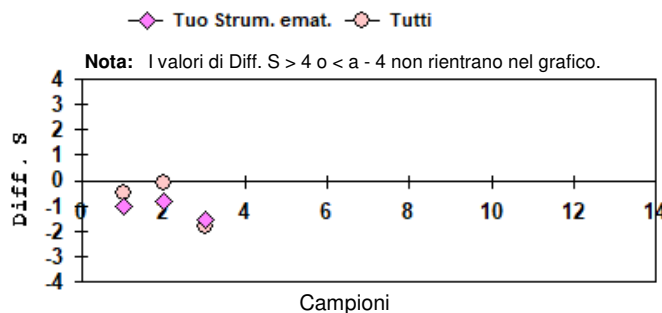 Tuo Strum. emat. Tutti
Nota: I valori di Diff. S > 4 o < a - 4 non rientrano nel grafico.
4
3
2
1
0
-1
-2
-3
-4
Diff. S
0 2 4 6 8 10 12 14
Campioni